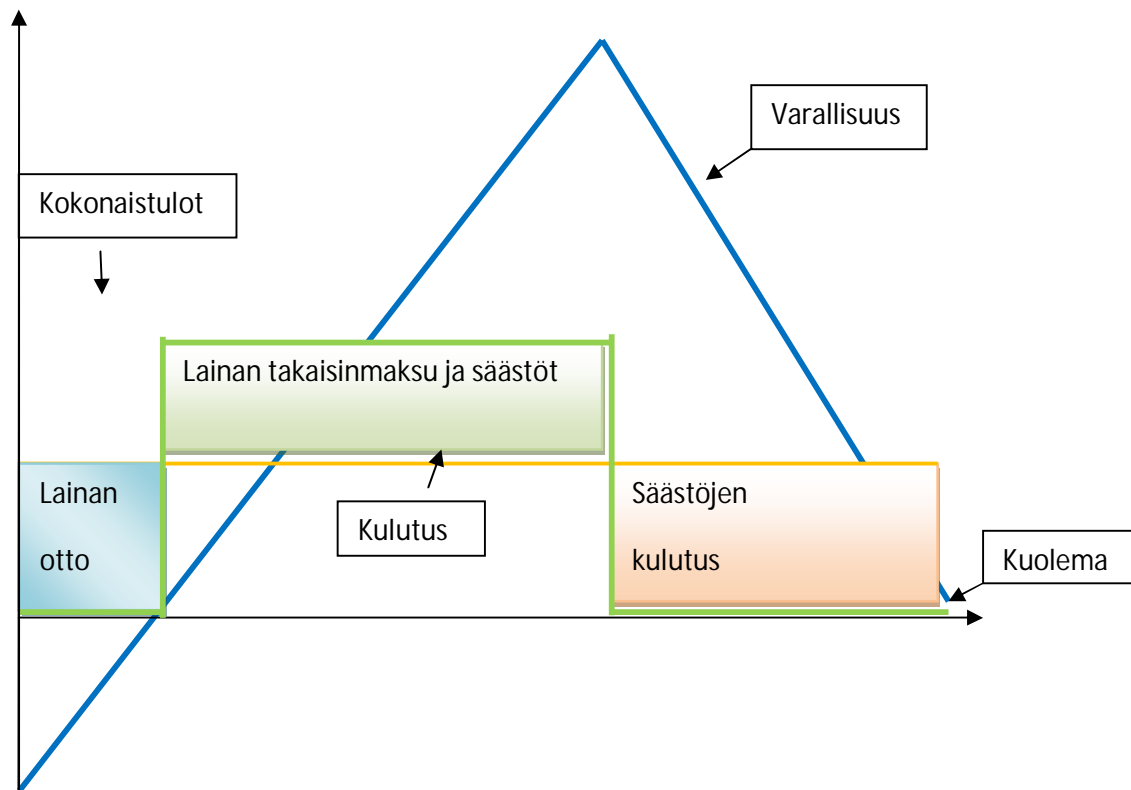 Varallisuus
Kokonaistulot
Lainan takaisinmaksu ja säästöt
Lainan
otto
Kulutus
Säästöjen
kulutus
Kuolema